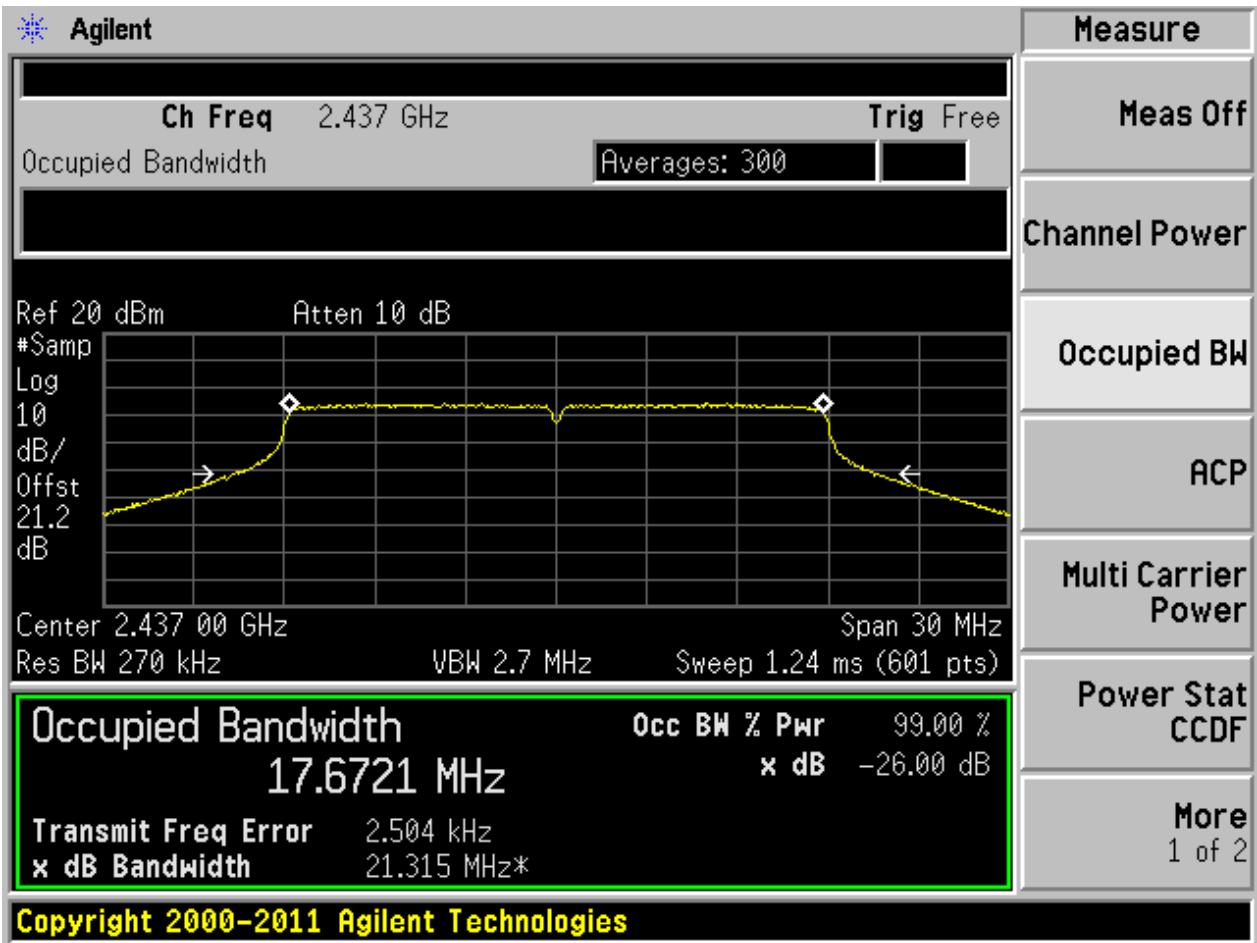 Agilent
Measure
Ch Freq 2.437 GHz Trig Free
Meas Off
Occupied Bandwidth Averages: 300
Channel Power
Ref 20 dBm Atten 10 dB
#Samp
Log
10
dB/
Offst
21.2
dB
Occupied BW
ACP
Center 2.437 00 GHz Span 30 MHz
Res BW 270 kHz VBW 2.7 MHz Sweep 1.24 ms (601 pts)
Multi Carrier
Power
Occupied Bandwidth Occ BW % Pwr 99.00 %
17.6721 MHz x dB -26.00 dB
Power Stat
CCDF
Transmit Freq Error 2.504 kHz
x dB Bandwidth 21.315 MHz*
More
1 of 2
Copyright 2000-2011 Agilent Technologies